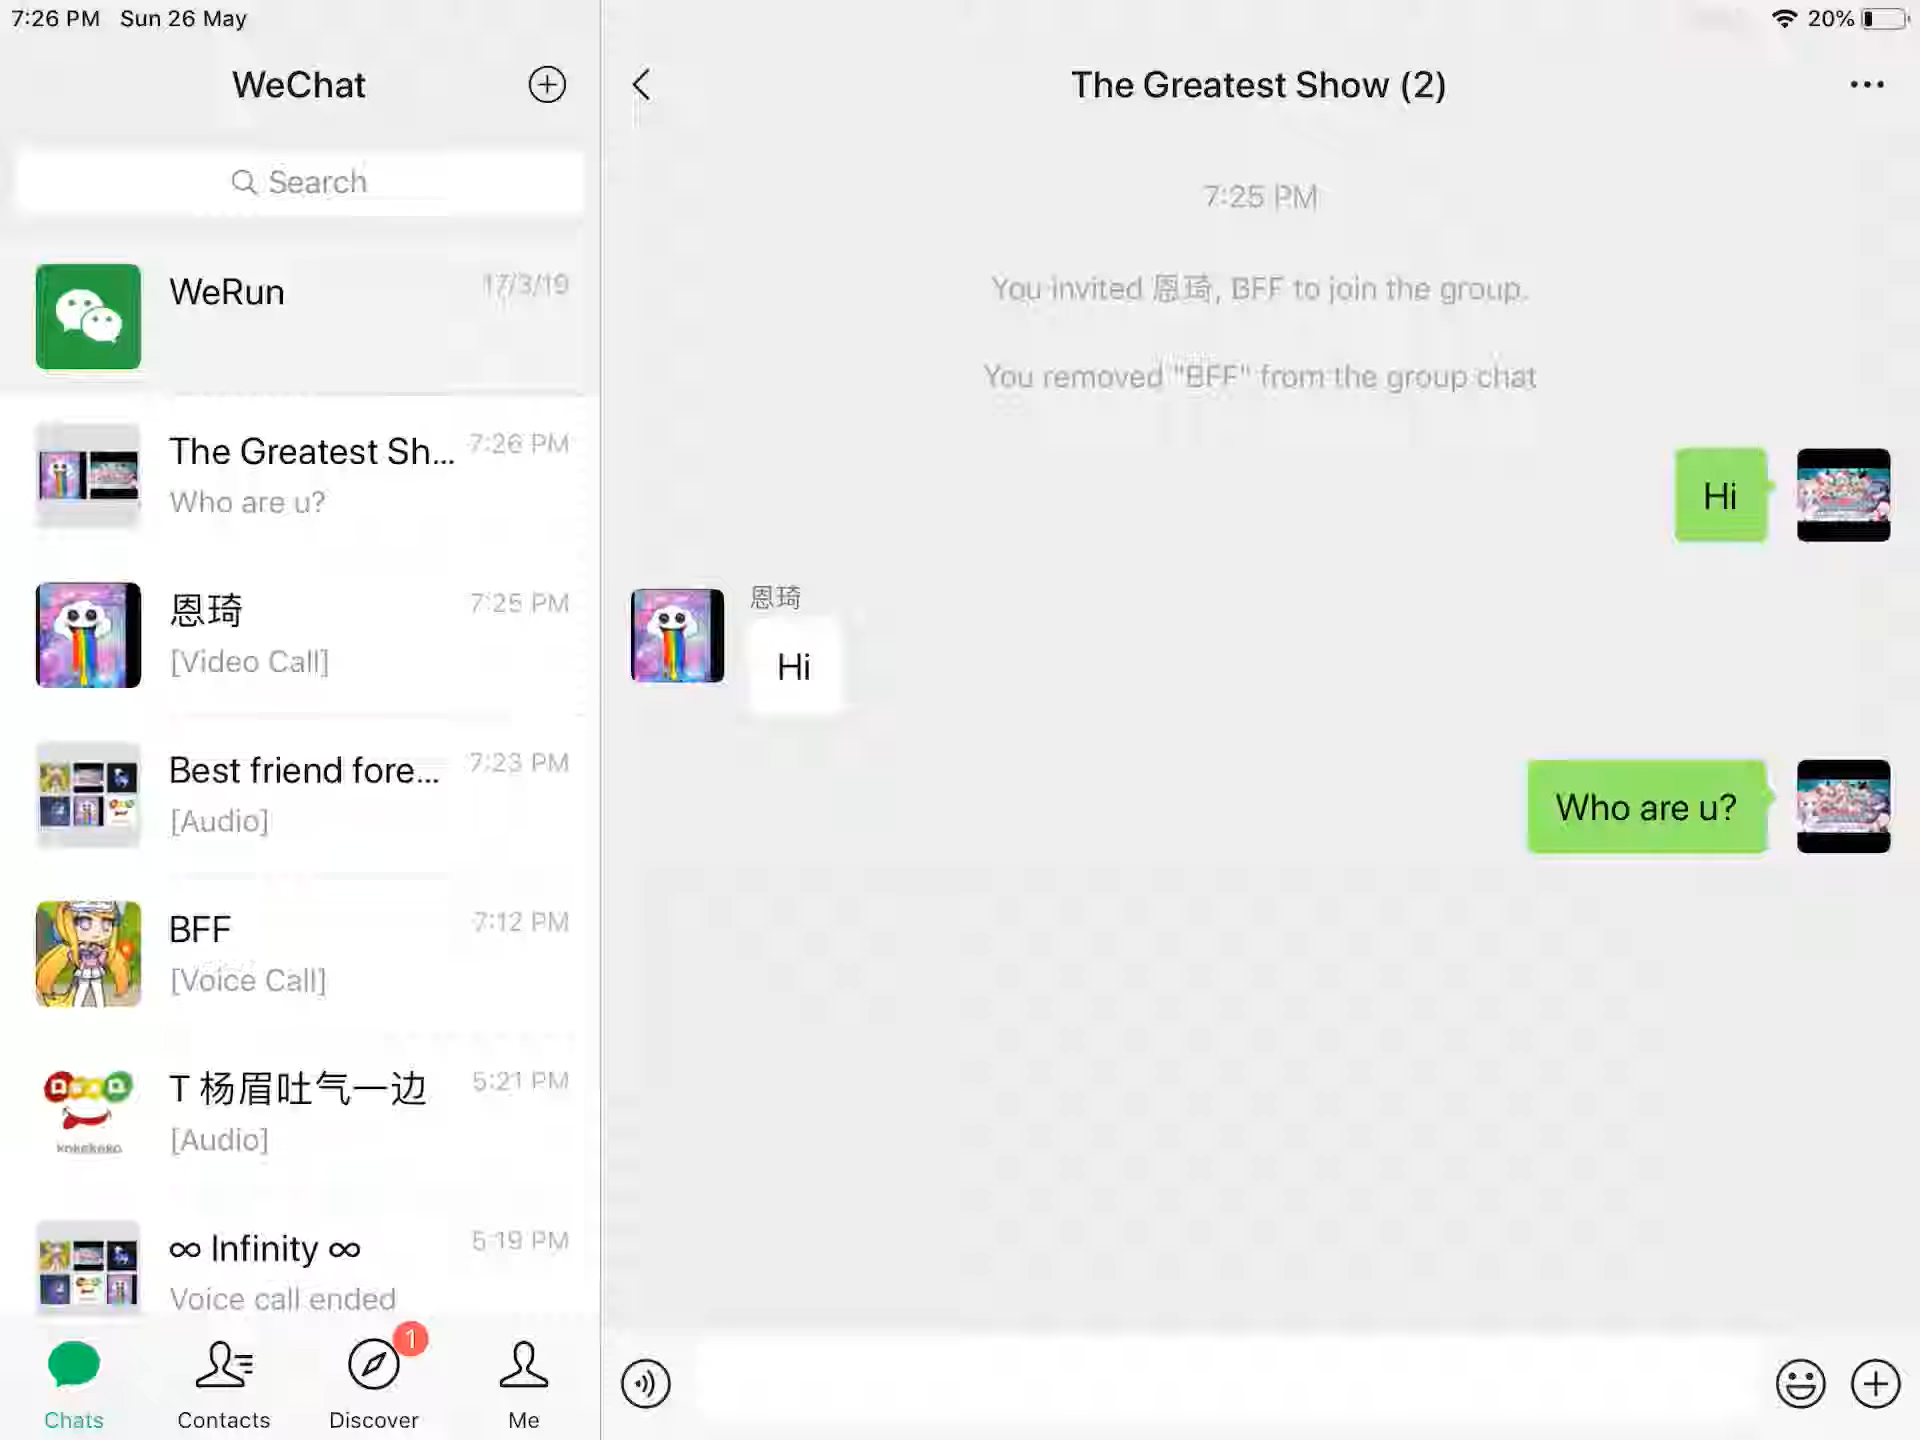 7:26 PM Sun 26 May
20%
WeChat
Search
WeRun
17/3/19
The Greatest Sh...
7:26 PM
Who are u?
恩琦
7:25 PM
[Video Call]
Best friend fore...
7:23 PM
[Audio]
BFF
7:12 PM
[Voice Call]
T 杨眉吐气一边
5:21 PM
[Audio]
∞ Infinity ∞
5:19 PM
Voice call ended
Chats
Contacts
1
Discover
Me
The Greatest Show (2)
7:25 PM
You invited 恩琦, BFF to join the group.
You removed "BFF" from the group chat
Hi
恩琦
Hi
Who are u?